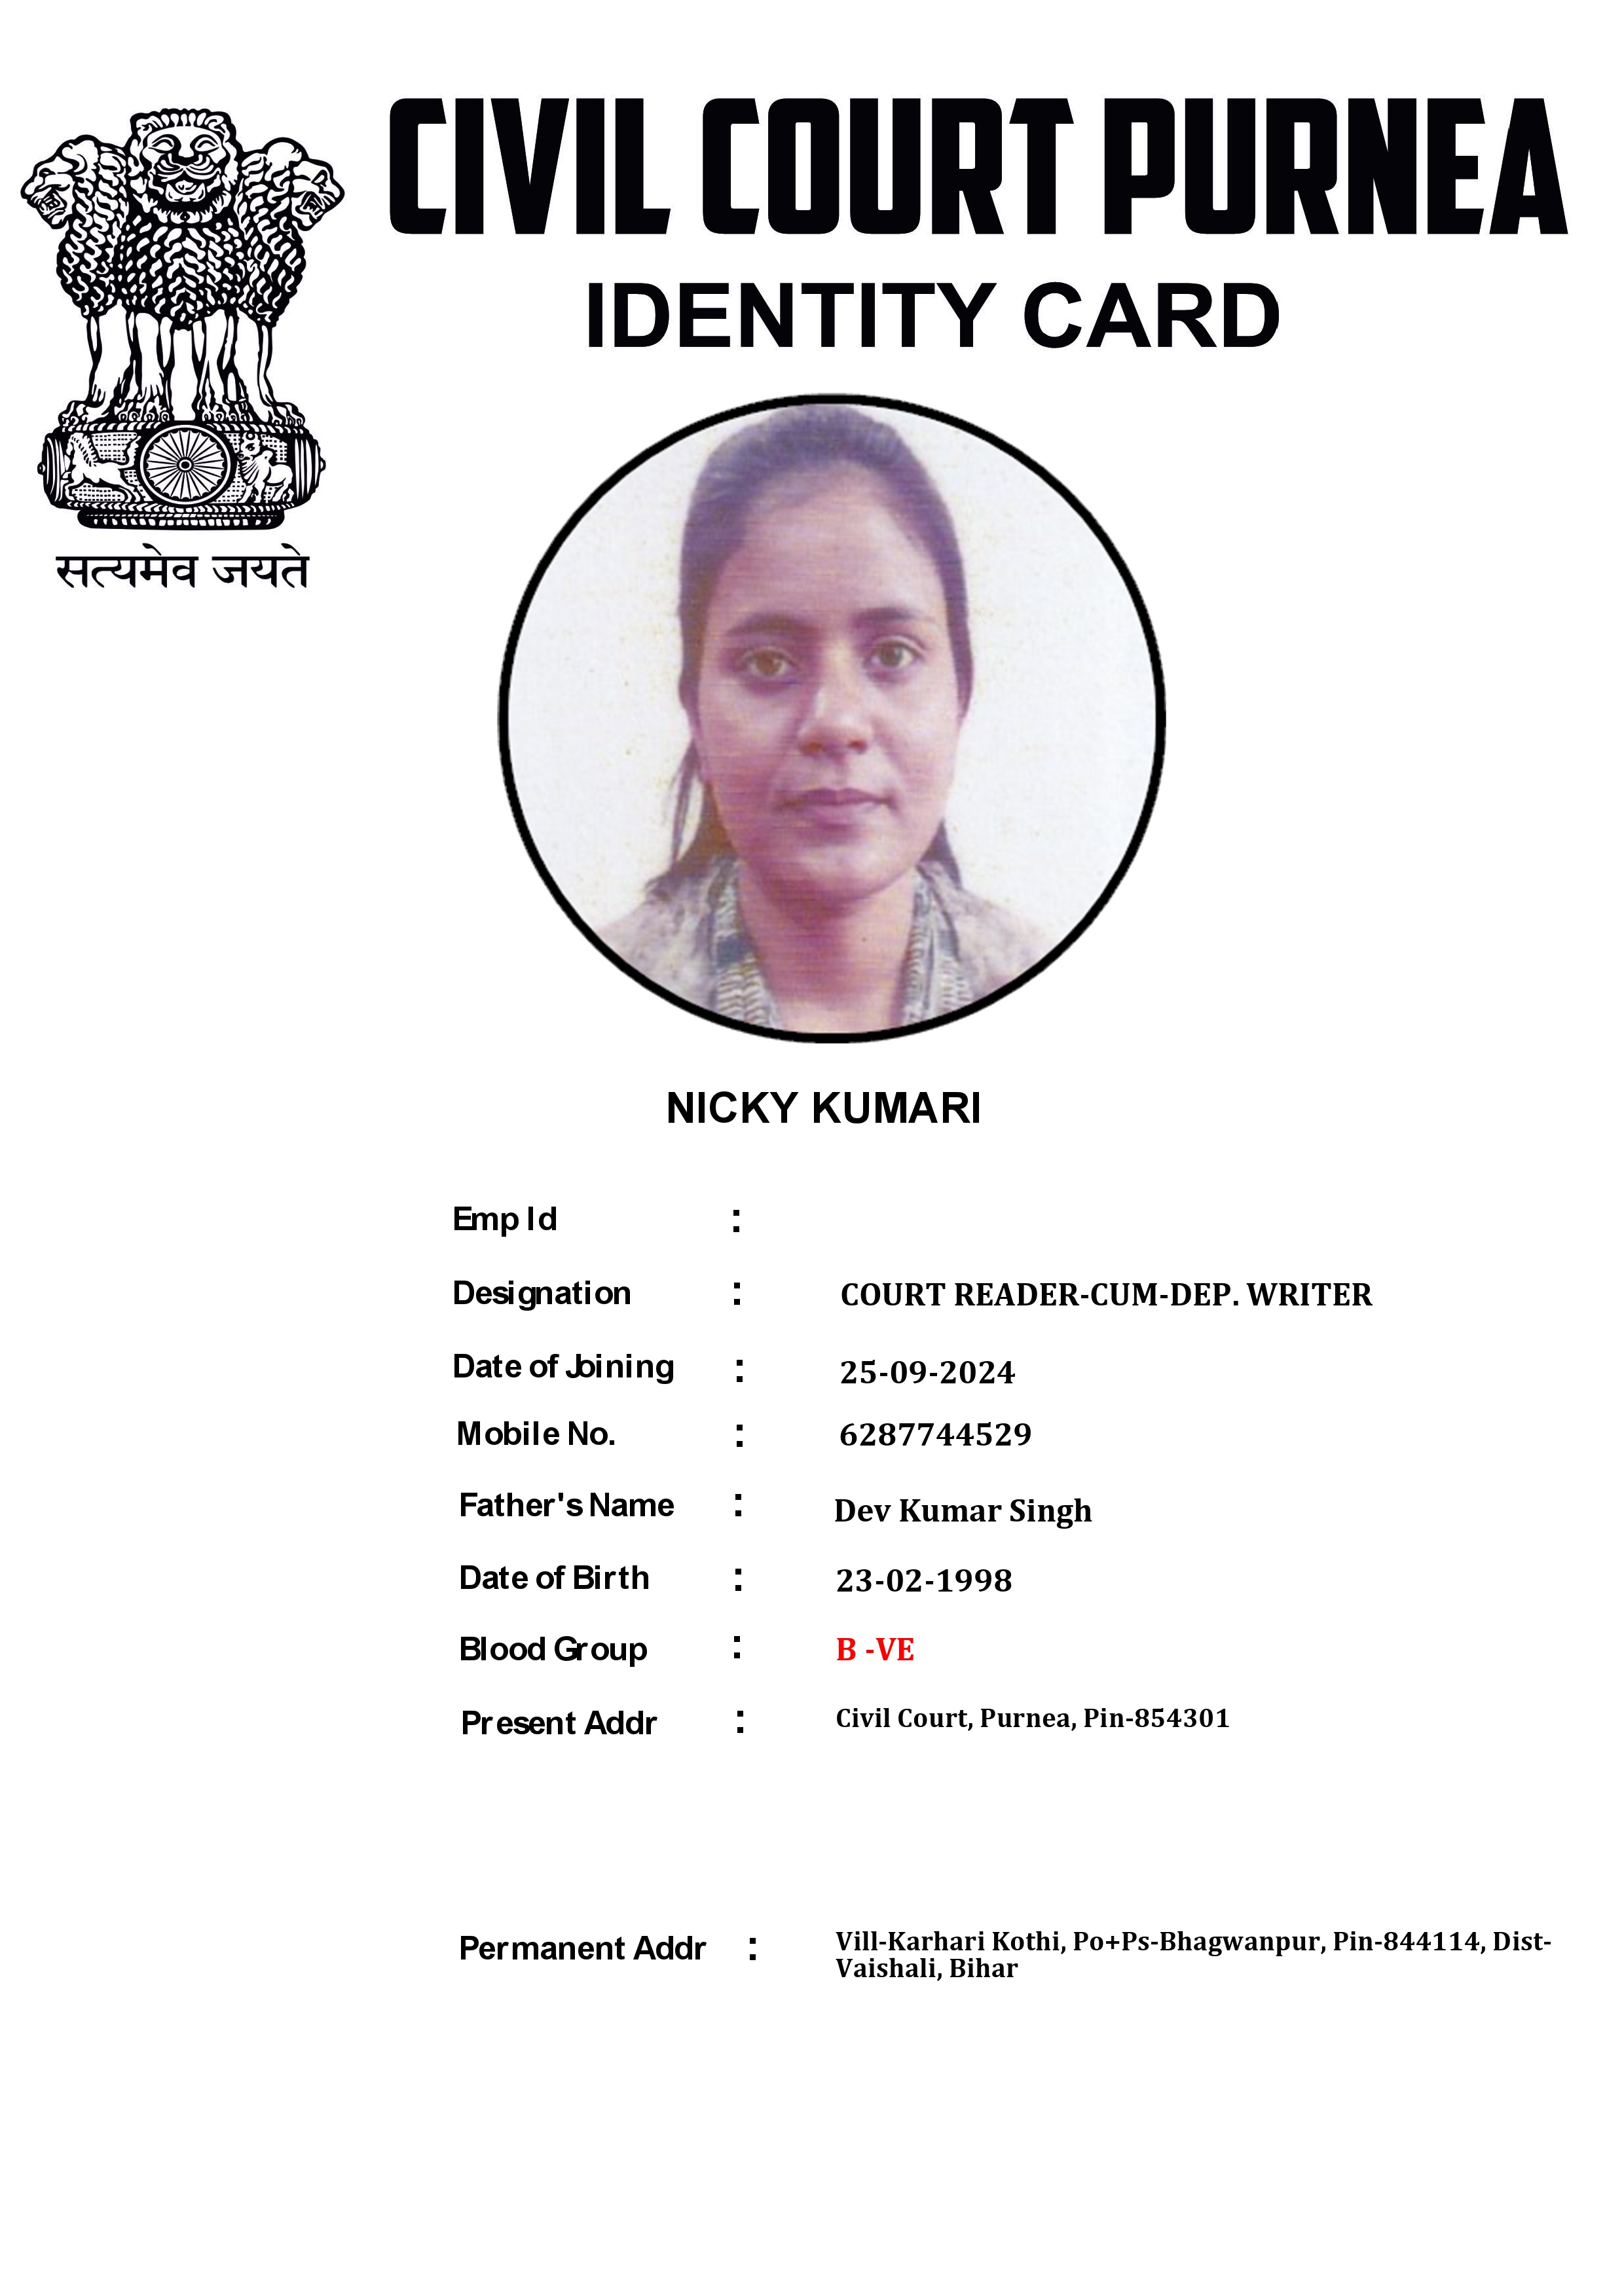 CIVIL COURT PURNEA
IDENTITY CARD
सत्यमेव जयते
NICKY KUMARI
Emp Id :
Designation : COURT READER-CUM-DEP. WRITER
Date of Joining : 25-09-2024
Mobile No. : 6287744529
Father's Name : Dev Kumar Singh
Date of Birth : 23-02-1998
Blood Group : B -VE
Present Addr : Civil Court, Purnea, Pin-854301
Permanent Addr : Vill-Karhari Kothi, Po+Ps-Bhagwanpur, Pin-844114, Dist-
Vaishali, Bihar